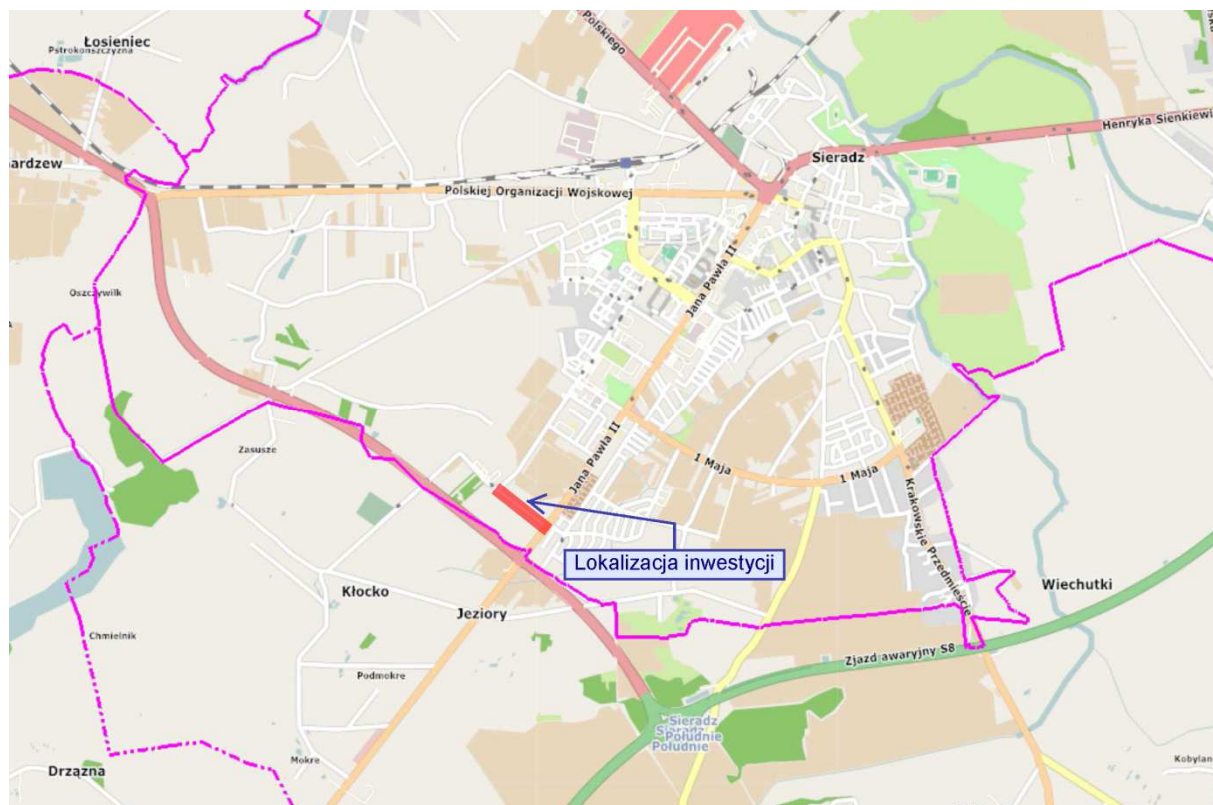 Łosieniec
Pstrokonszczyzna
Polskiego
Henryka Sienkiewi
Sieradz
ardzew
Polskiej Organizacji Wojskowej
Jana Pawła II
Oszczywilk
Zasusze
1 Maja
1 Maja
Jana Pawła II
Krakowskie Przedmieście
Lokalizacja inwestycji
Kłocko
Wiechutki
Jeziory
Chmielnik
Zjazd awaryjny S8
Podmokre
Sieradz
Sieradz
Południe
Południe
Mokre
Drzązna
Kobylan